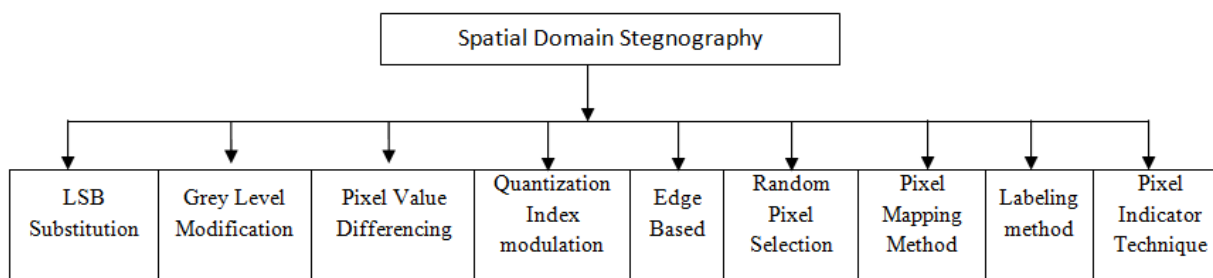 Spatial Domain Stegnography
LSB
Substitution
Grey Level
Modification
Pixel Value
Differencing
Quantization
Index
modulation
Edge
Based
Random
Pixel
Selection
Pixel
Mapping
Method
Labeling
method
Pixel
Indicator
Technique